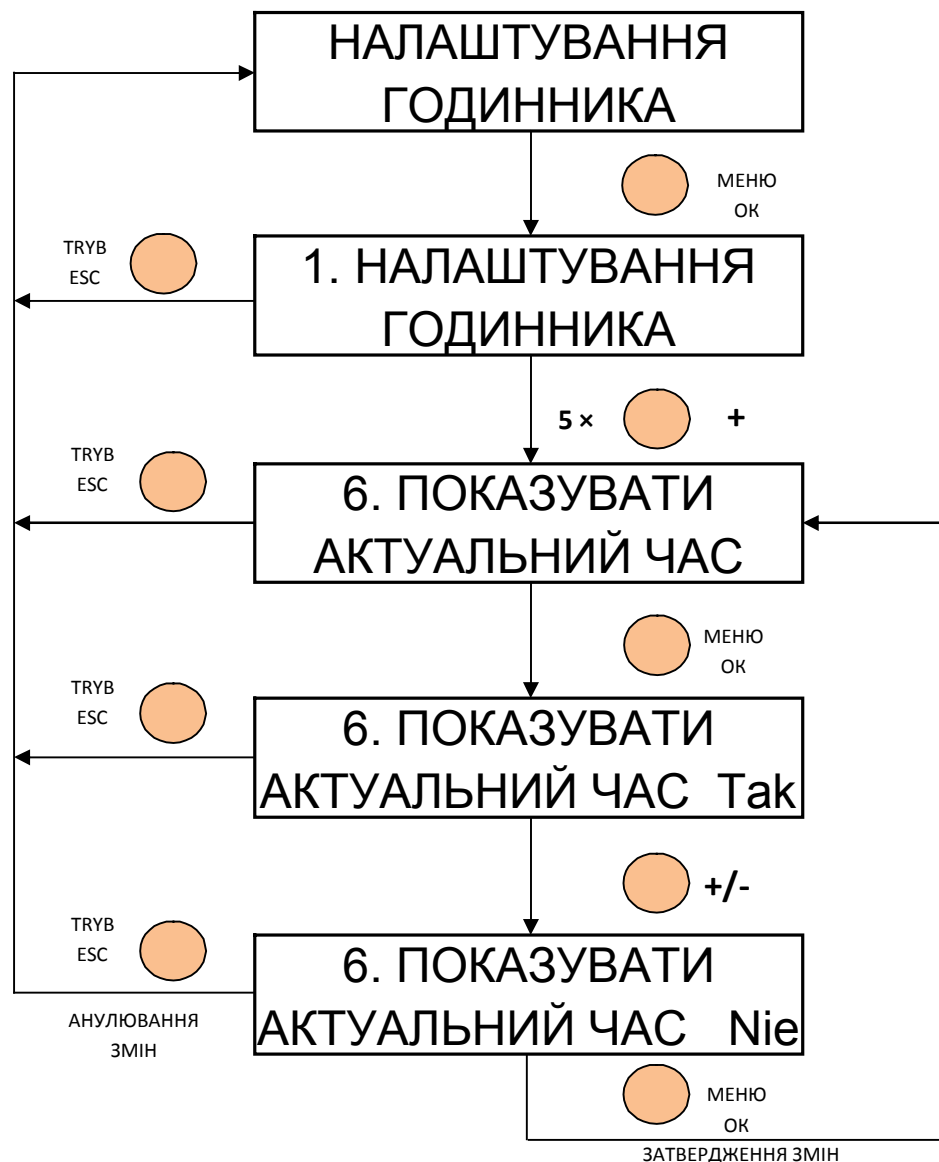 НАЛАШТУВАННЯ
ГОДИННИКА
МЕНЮ
ОК
TRYB
ESC
1. НАЛАШТУВАННЯ
ГОДИННИКА
5 × +
TRYB
ESC
6. ПОКАЗУВАТИ
АКТУАЛЬНИЙ ЧАС
МЕНЮ
ОК
TRYB
ESC
6. ПОКАЗУВАТИ
АКТУАЛЬНИЙ ЧАС Tak
+/-
TRYB
ESC
6. ПОКАЗУВАТИ
АКТУАЛЬНИЙ ЧАС Nie
АНУЛЮВАННЯ
ЗМІН
МЕНЮ
ОК
ЗАТВЕРДЖЕННЯ ЗМІН